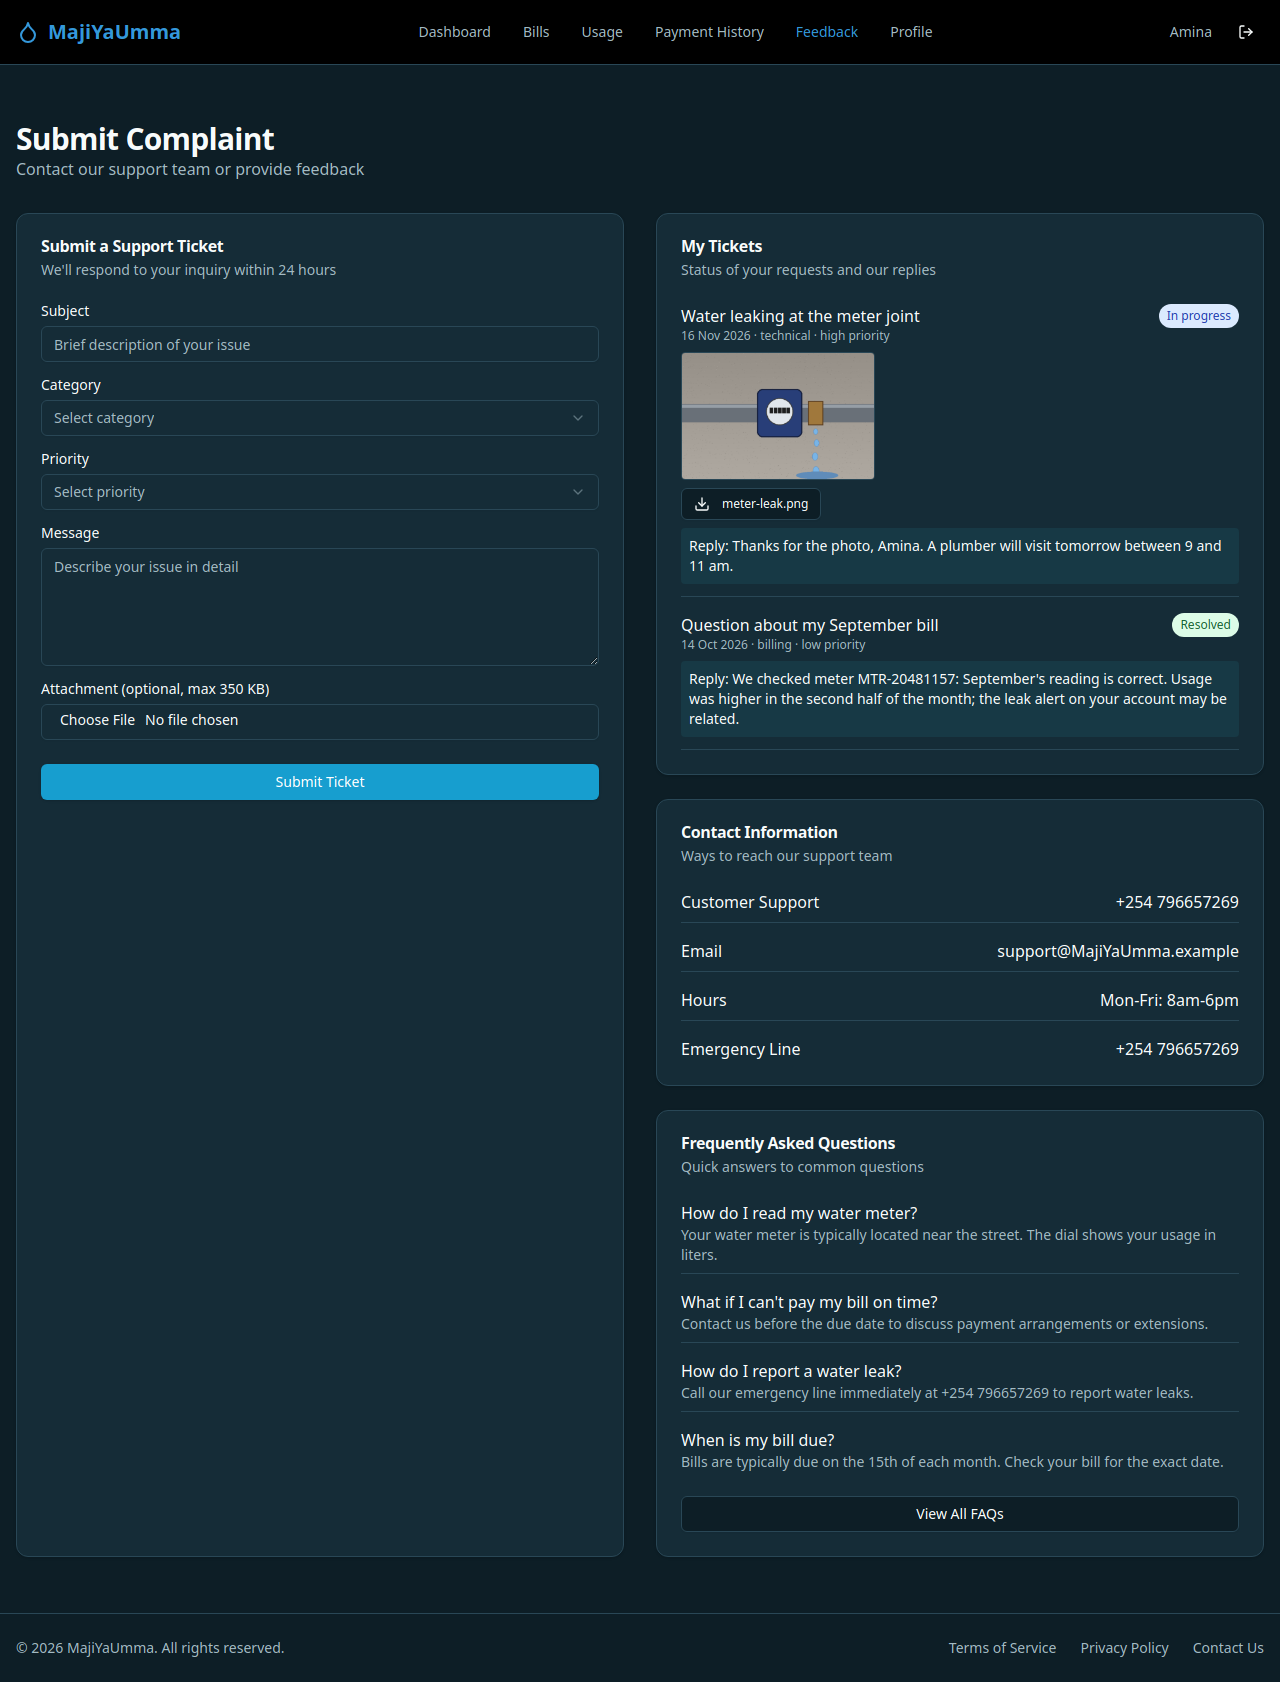 MajiYaUmma
Dashboard
Bills
Usage
Payment History
Feedback
Profile
Amina
Submit Complaint
Contact our support team or provide feedback
Submit a Support Ticket
We'll respond to your inquiry within 24 hours
Subject
Brief description of your issue
Category
Select category
Priority
Select priority
Message
Describe your issue in detail
Attachment (optional, max 350 KB)
Choose File No file chosen
Submit Ticket
My Tickets
Status of your requests and our replies
Water leaking at the meter joint
In progress
16 Nov 2026 · technical · high priority
meter-leak.png
Reply: Thanks for the photo, Amina. A plumber will visit tomorrow between 9 and
11 am.
Question about my September bill
Resolved
14 Oct 2026 · billing · low priority
Reply: We checked meter MTR-20481157: September's reading is correct. Usage
was higher in the second half of the month; the leak alert on your account may be
related.
Contact Information
Ways to reach our support team
Customer Support
+254 796657269
Email
support@MajiYaUmma.example
Hours
Mon-Fri: 8am-6pm
Emergency Line
+254 796657269
Frequently Asked Questions
Quick answers to common questions
How do I read my water meter?
Your water meter is typically located near the street. The dial shows your usage in
liters.
What if I can't pay my bill on time?
Contact us before the due date to discuss payment arrangements or extensions.
How do I report a water leak?
Call our emergency line immediately at +254 796657269 to report water leaks.
When is my bill due?
Bills are typically due on the 15th of each month. Check your bill for the exact date.
View All FAQs
© 2026 MajiYaUmma. All rights reserved.
Terms of Service
Privacy Policy
Contact Us